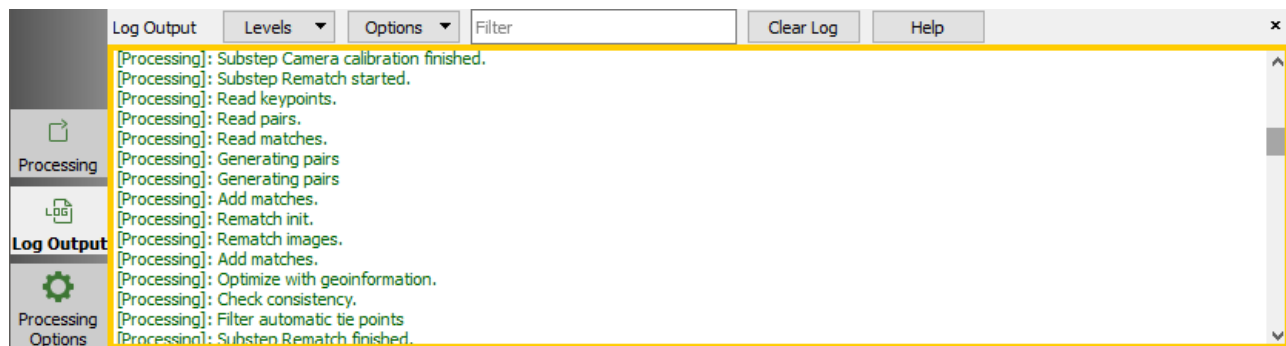 Log Output Levels Options Filter Clear Log Help ×
[Processing]: Substep Camera calibration finished.
[Processing]: Substep Rematch started.
[Processing]: Read keypoints.
[Processing]: Read pairs.
[Processing]: Read matches.
[Processing]: Generating pairs
[Processing]: Generating pairs
[Processing]: Add matches.
[Processing]: Rematch init.
[Processing]: Rematch images.
[Processing]: Add matches.
[Processing]: Optimize with geoinformation.
[Processing]: Check consistency.
[Processing]: Filter automatic tie points
[Processing]: Substep Rematch finished.
Processing
LOG
Log Output
Processing
Options